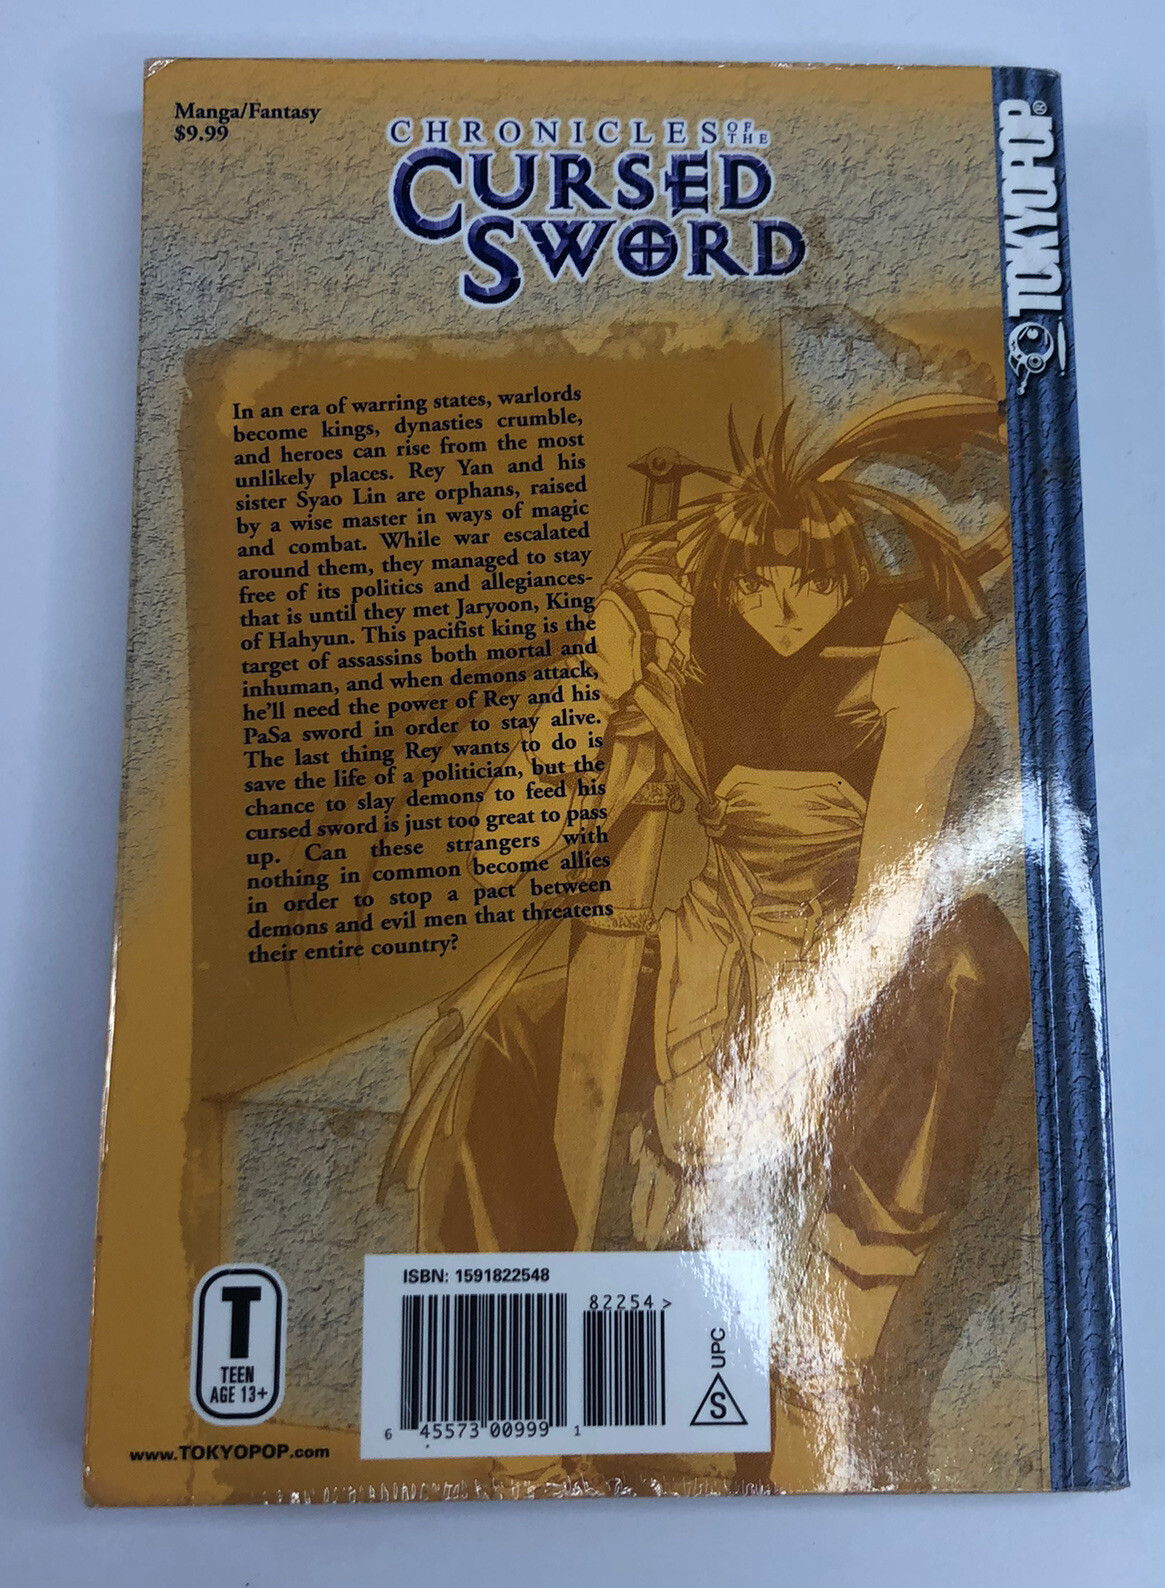 Manga/Fantasy
$9.99
CHRONICLES OF THE
CURSED
SWORD
TOKYOPOP®
In an era of warring states, warlords
become kings, dynasties crumble,
and heroes can rise from the most
unlikely places. Rey Yan and his
sister Syao Lin are orphans, raised
by a wise master in ways of magic
and combat. While war escalated
around them, they managed to stay
free of its politics and allegiances-
that is until they met Jaryoon, King
of Hahyun. This pacifist king is the
target of assassins both mortal and
inhuman, and when demons attack,
he'll need the power of Rey and his
PaSa sword in order to stay alive.
The last thing Rey wants to do is
save the life of a politician, but the
chance to slay demons to feed his
cursed sword is just too great to pass
up. Can these strangers with
nothing in common become allies
in order to stop a pact between
demons and evil men that threatens
their entire country?
T
TEEN
AGE 13+
www.TOKYOPOP.com
ISBN: 1591822548
82254 >
6 45573 00999 1
UPC
S